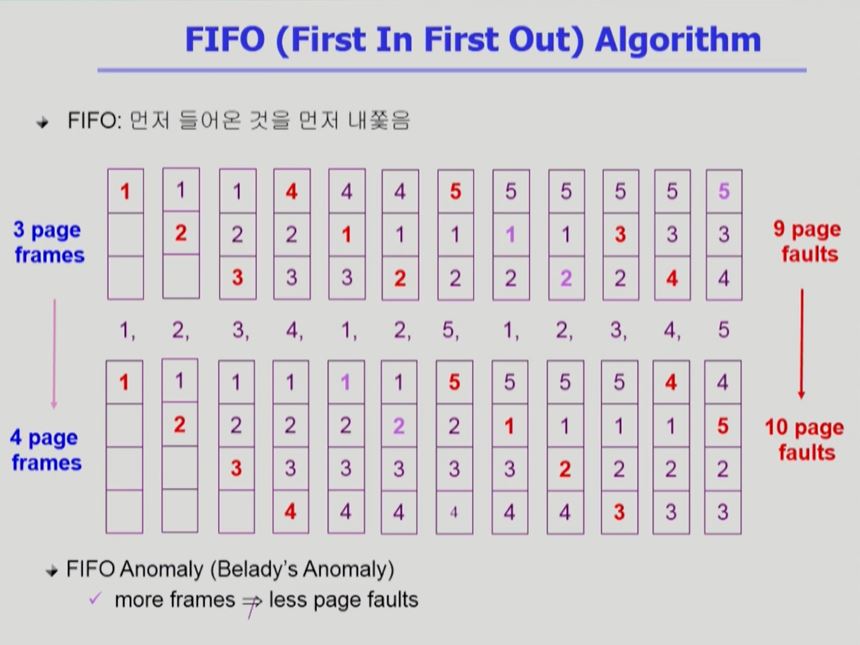 FIFO (First In First Out) Algorithm
FIFO: 먼저 들어온 것을 먼저 내쫓음
3 page
frames
1 1 1 4 4 4 5 5 5 5 5 5
2 2 2 1 1 1 1 1 3 3 3
3 3 3 2 2 2 2 2 4 4
9 page
faults
1, 2, 3, 4, 1, 2, 5, 1, 2, 3, 4, 5
4 page
frames
1 1 1 1 1 1 5 5 5 5 4 4
2 2 2 2 2 2 1 1 1 1 5
3 3 3 3 3 3 2 2 2 2
4 4 4 4 4 4 3 3 3
10 page
faults
FIFO Anomaly (Belady's Anomaly)
✓ more frames ⇏ less page faults